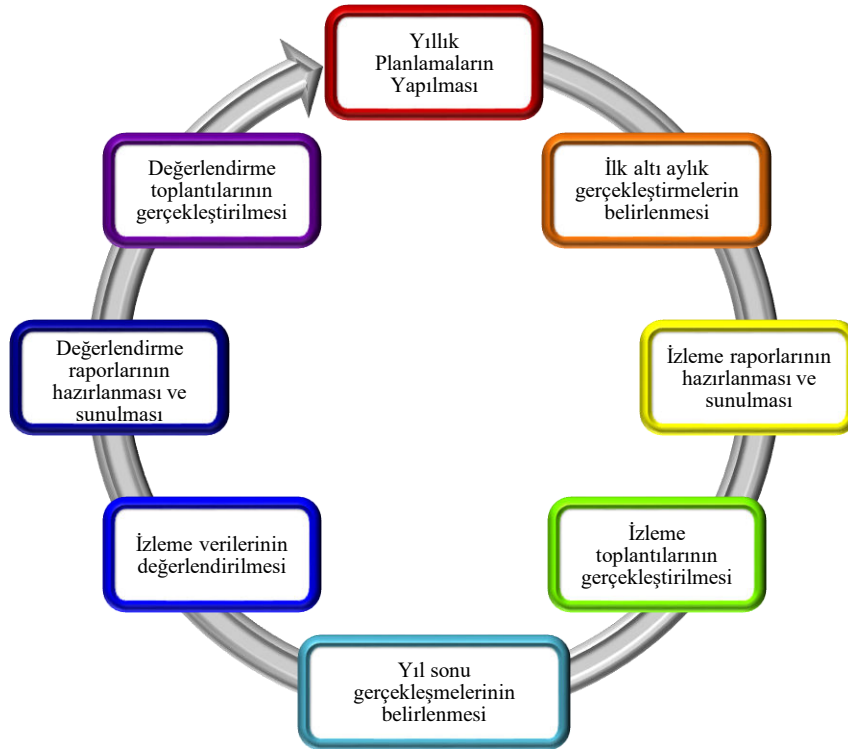 Yıllık
Planlamaların
Yapılması
İlk altı aylık
gerçekleştirmelerin
belirlenmesi
İzleme raporlarının
hazırlanması ve
sunulması
İzleme
toplantılarının
gerçekleştirilmesi
Yıl sonu
gerçekleşmelerinin
belirlenmesi
İzleme verilerinin
değerlendirilmesi
Değerlendirme
raporlarının
hazırlanması ve
sunulması
Değerlendirme
toplantılarının
gerçekleştirilmesi